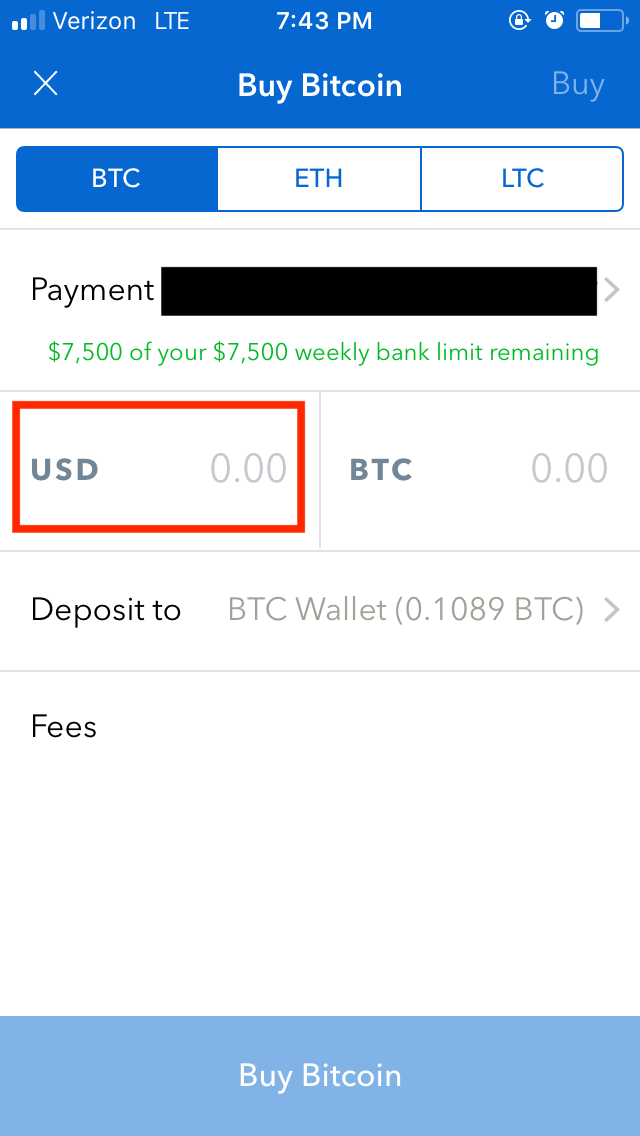 Verizon LTE 7:43 PM
Buy Bitcoin Buy
BTC ETH LTC
Payment
$7,500 of your $7,500 weekly bank limit remaining
USD 0.00 BTC 0.00
Deposit to BTC Wallet (0.1089 BTC)
Fees
Buy Bitcoin